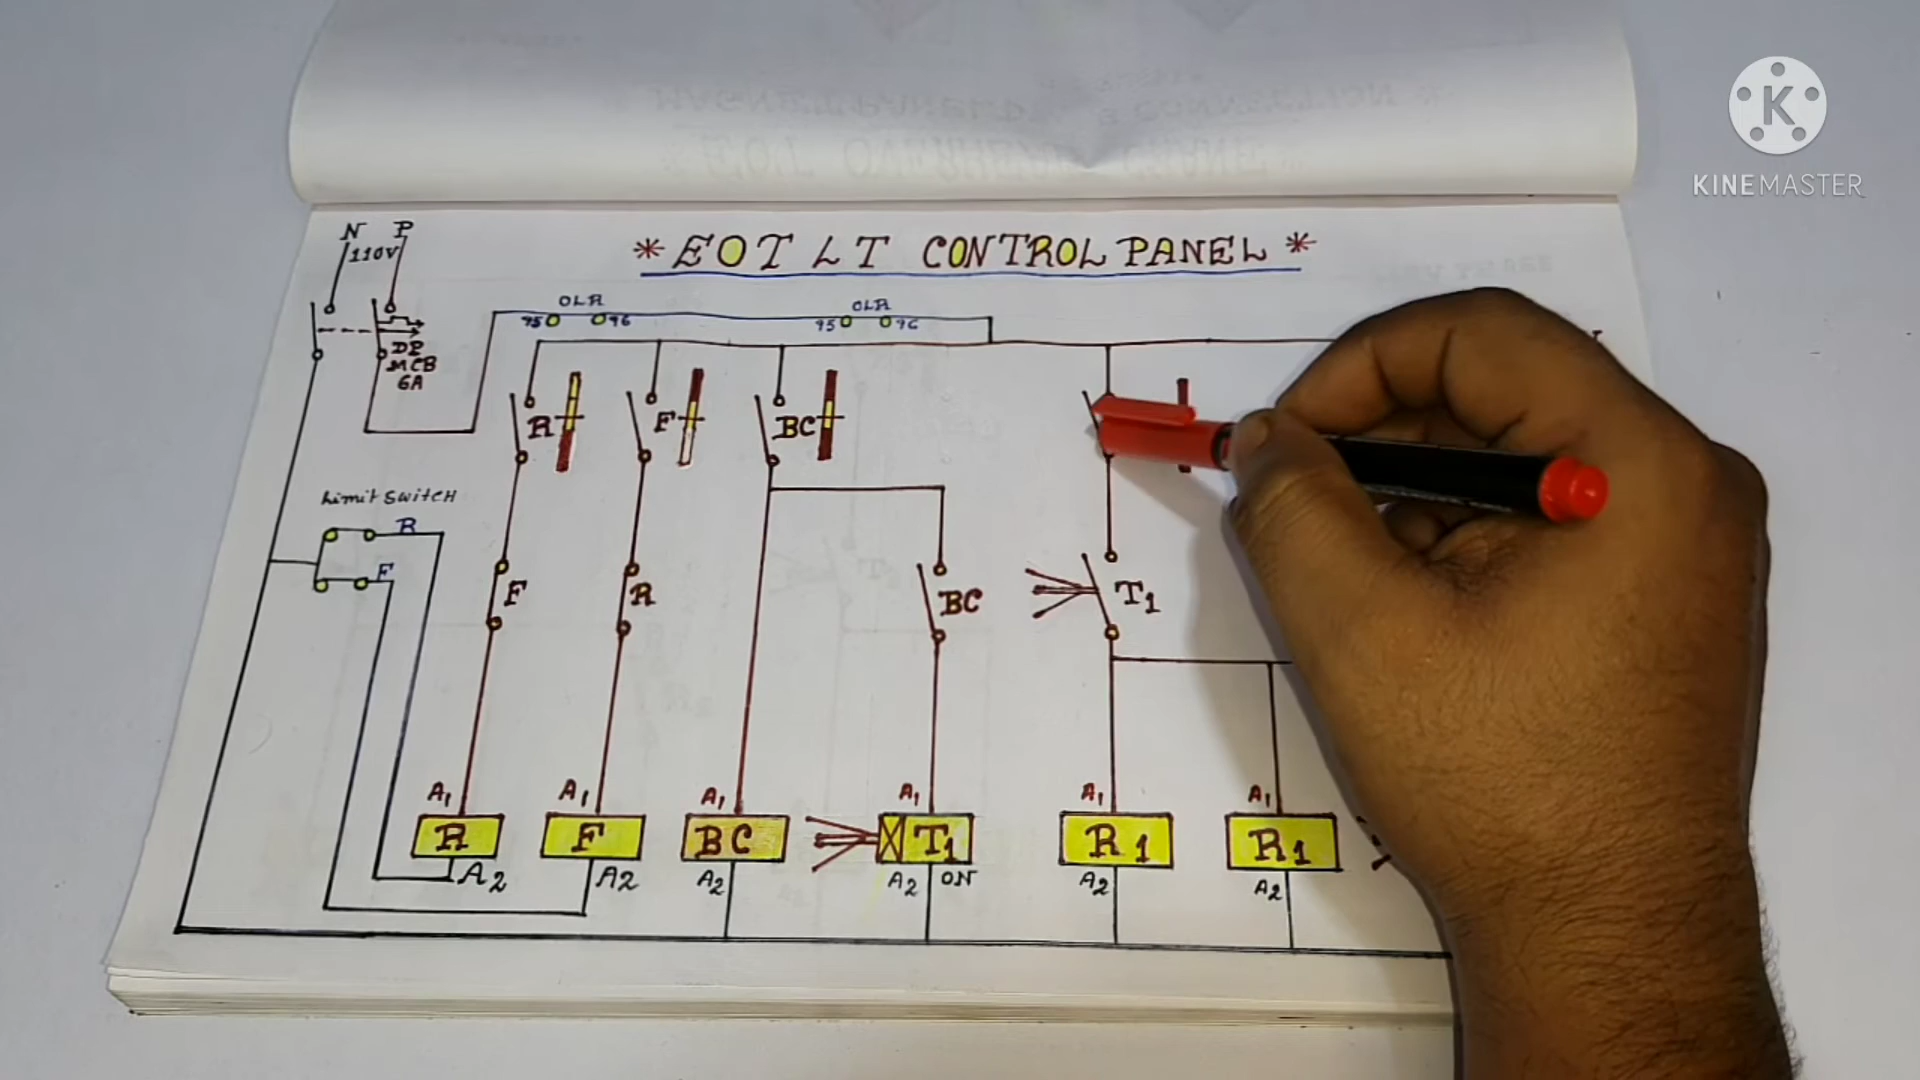 KINEMASTER
N P
110V
* EOT LT CONTROL PANEL *
OLR
95 96
OLR
95 96
DP
MCB
6A
R
F
BC
Limit SWITCH
R
F
F
R
BC
T1
A1
A1
A1
A1
A1
A1
R
F
BC
T1
R1
R1
A2
A2
A2
A2 ON
A2
A2